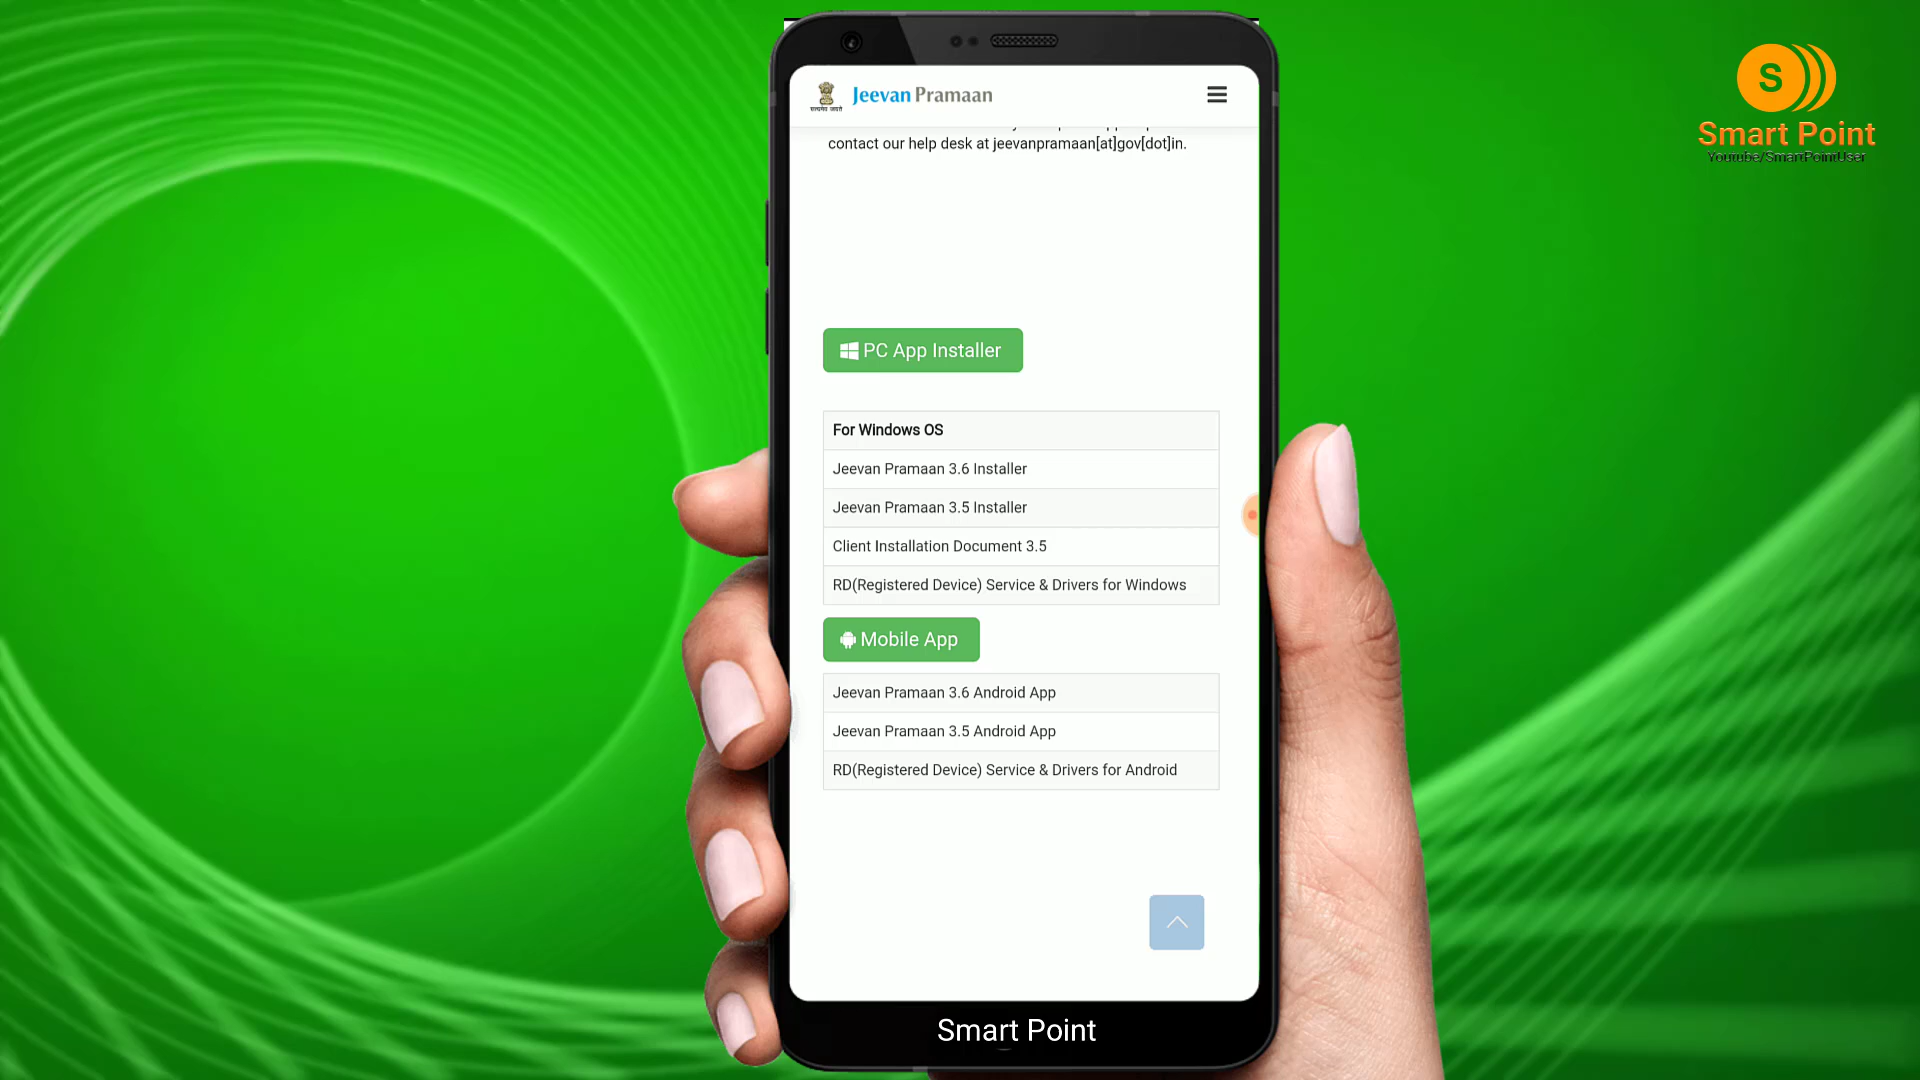 सत्यमेव जयते
Jeevan Pramaan
contact our help desk at jeevanpramaan[at]gov[dot]in.
PC App Installer
For Windows OS
Jeevan Pramaan 3.6 Installer
Jeevan Pramaan 3.5 Installer
Client Installation Document 3.5
RD(Registered Device) Service & Drivers for Windows
Mobile App
Jeevan Pramaan 3.6 Android App
Jeevan Pramaan 3.5 Android App
RD(Registered Device) Service & Drivers for Android
Smart Point
S
Smart Point
Youtube/SmartPointUser